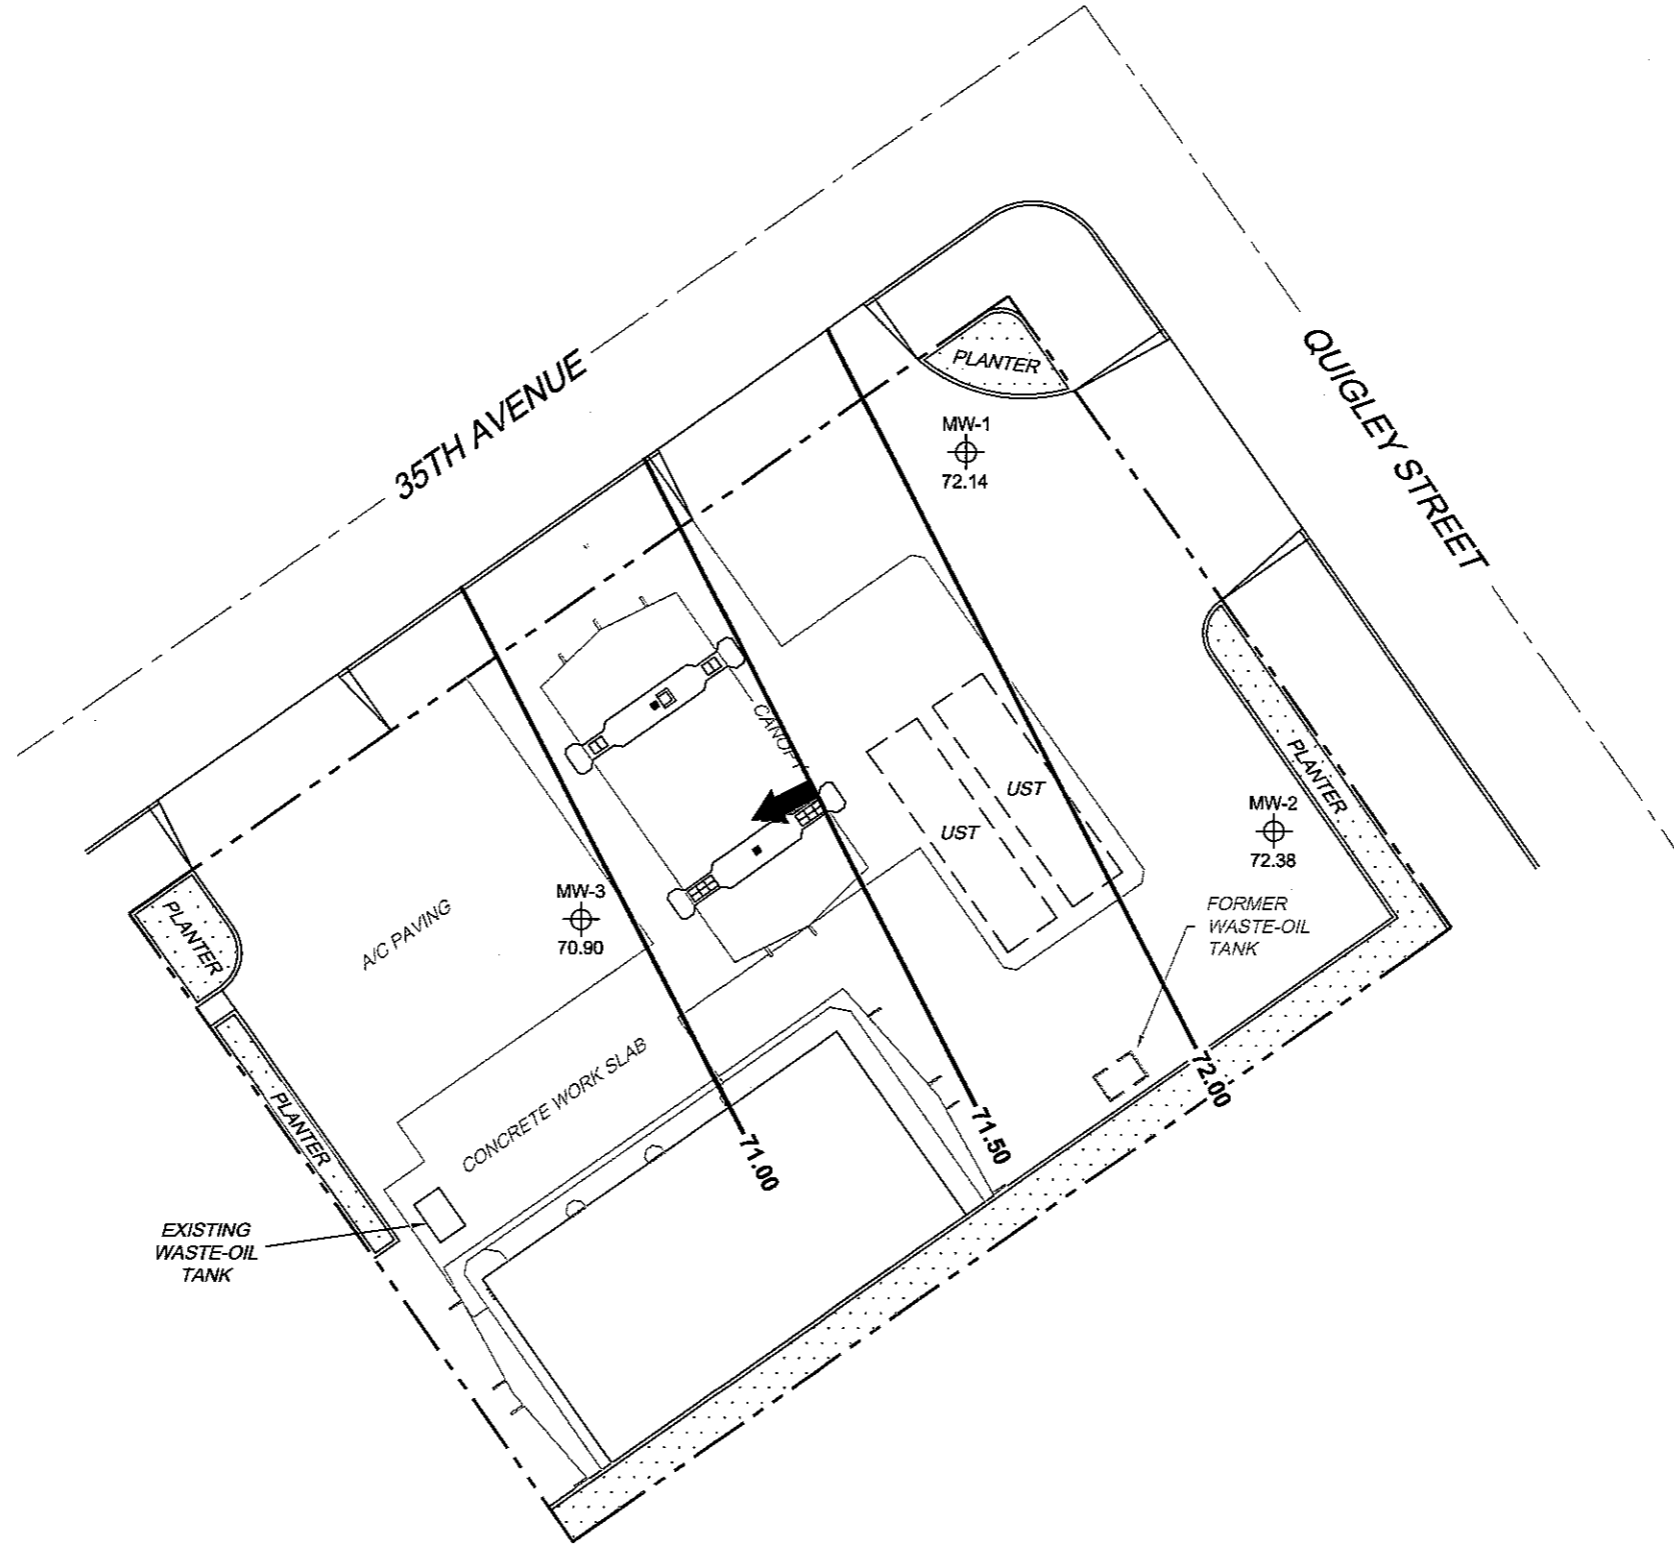 35TH AVENUE
QUIGLEY STREET
PLANTER
MW-1
72.14
CANOPY
UST
UST
PLANTER
MW-2
72.38
FORMER
WASTE-OIL
TANK
MW-3
70.90
A/C PAVING
PLANTER
CONCRETE WORK SLAB
PLANTER
72.00
71.50
71.00
EXISTING
WASTE-OIL
TANK